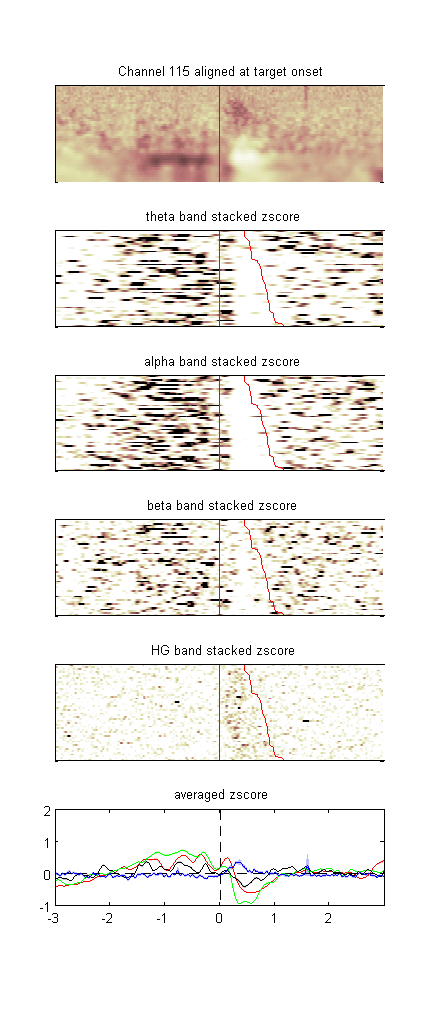 Channel 115 aligned at target onset
theta band stacked zscore
alpha band stacked zscore
beta band stacked zscore
HG band stacked zscore
averaged zscore
2
1
0
-1
-3 -2 -1 0 1 2